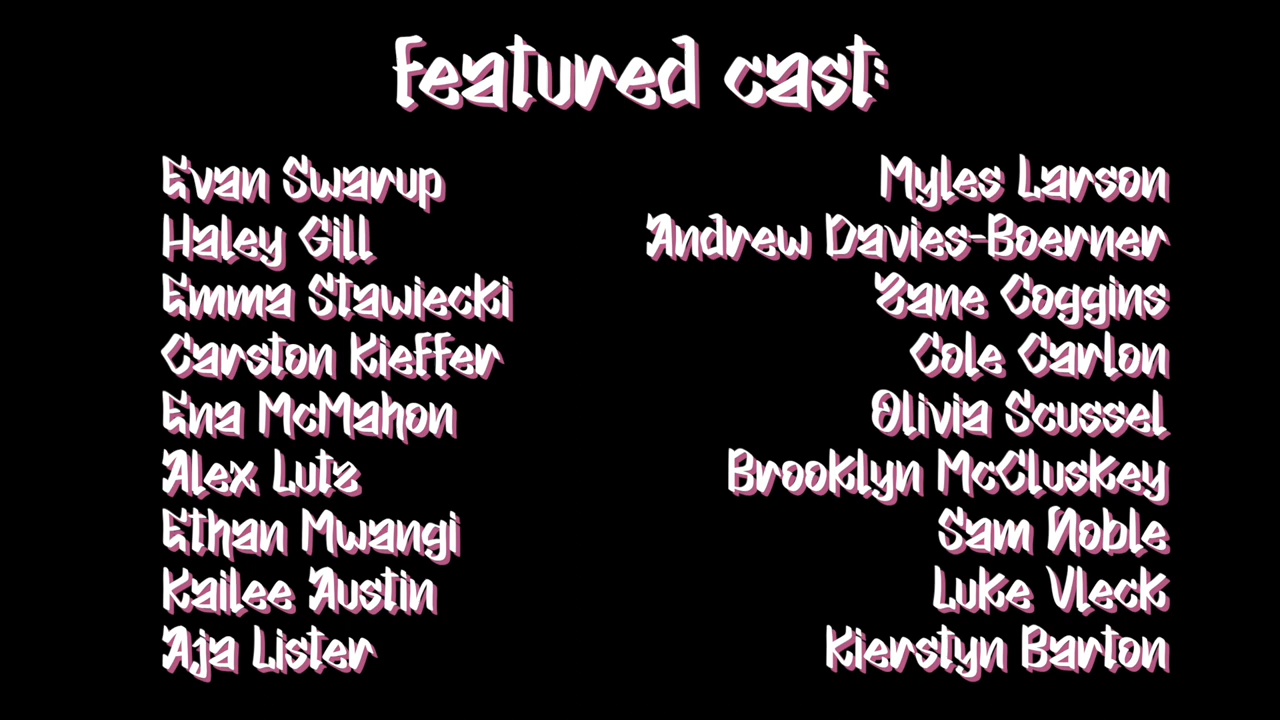 Featured cast:
Evan Swarup
Haley Gill
Emma Stawiecki
Carston Kieffer
Ena McMahon
Alex Lutz
Ethan Mwangi
Kailee Austin
Aja Lister
Myles Larson
Andrew Davies-Boerner
Zane Coggins
Cole Carlon
Olivia Scussel
Brooklyn McCluskey
Sam Noble
Luke Vleck
Kierstyn Barton